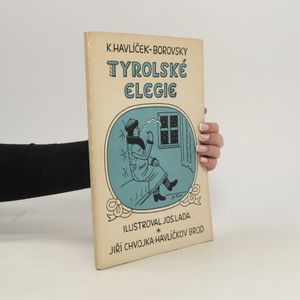 K. HAVLÍČEK-BOROVSKÝ
TYROLSKÉ
ELEGIE
ILUSTROVAL JOS. LADA
*
JIŘÍ CHVOJKA-HAVLÍČKŮV BROD